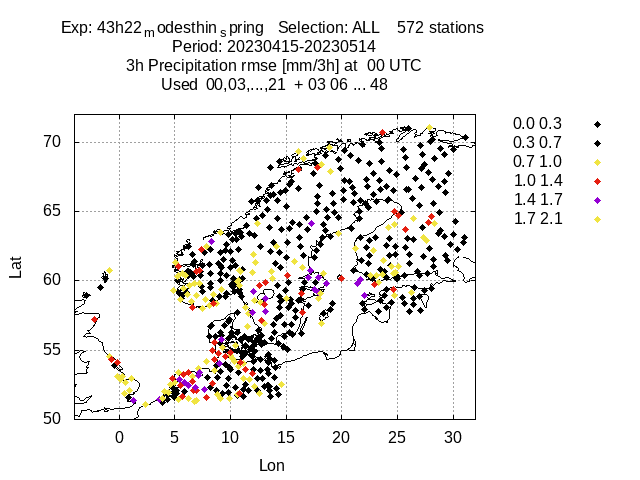 Exp: 43h22modesthinspring   Selection: ALL    572 stations
Period: 20230415-20230514
3h Precipitation rmse [mm/3h] at  00 UTC
Used  00,03,...,21  + 03 06 ... 48
0.0 0.3
0.3 0.7
0.7 1.0
1.0 1.4
1.4 1.7
1.7 2.1
70
65
60
55
50
Lat
0 5 10 15 20 25 30
Lon